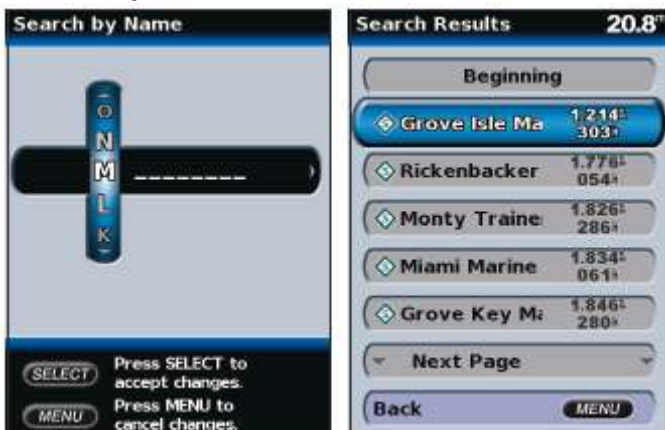 Search by Name
O
N
M ________
L
K
SELECT Press SELECT to
accept changes.
MENU Press MENU to
cancel changes.
Search Results 20.8
Beginning
Grove Isle Ma 1.214
303
Rickenbacker 1.776
054
Monty Traine 1.826
286
Miami Marine 1.834
061
Grove Key Ma 1.846
280
Next Page
Back MENU